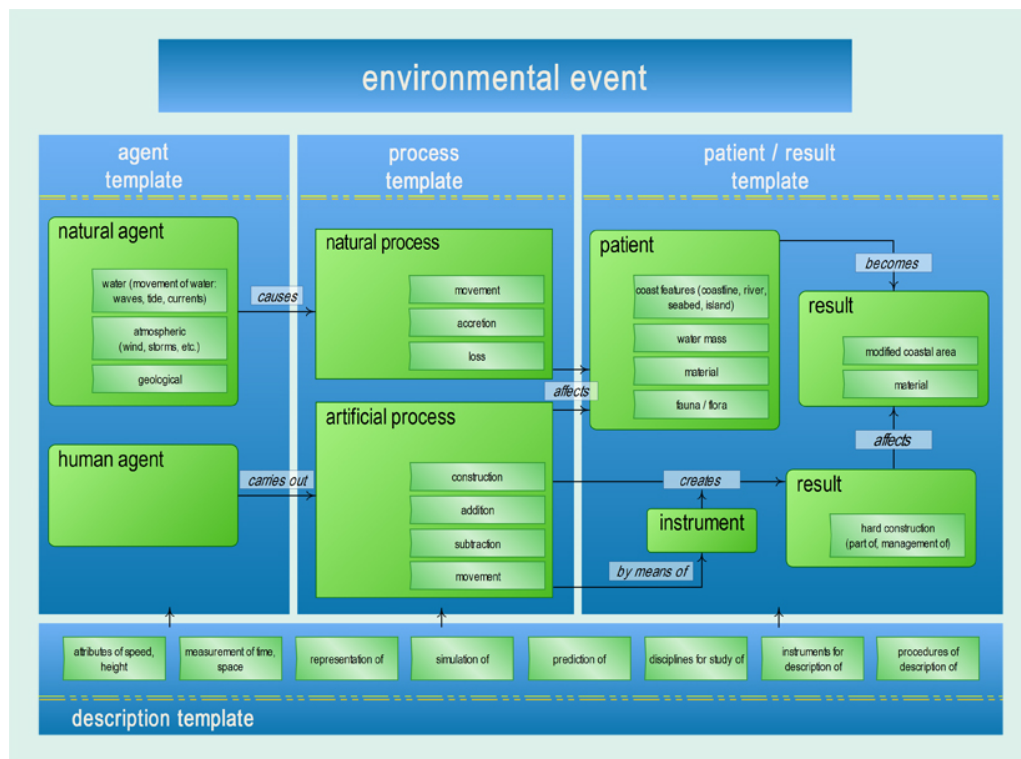 environmental event
agent
template
process
template
patient / result
template
natural agent
water (movement of water:
waves, tide, currents)
atmospheric
(wind, storms, etc.)
geological
causes
human agent
carries out
natural process
movement
accretion
loss
affects
artificial process
construction
addition
subtraction
movement
patient
coast features (coastline, river,
seabed, island)
water mass
material
fauna / flora
becomes
result
modified coastal area
material
affects
creates
instrument
by means of
result
hard construction
(part of, management of)
attributes of speed,
height
measurement of time,
space
representation of
simulation of
prediction of
disciplines for study of
instruments for
description of
procedures of
description of
description template